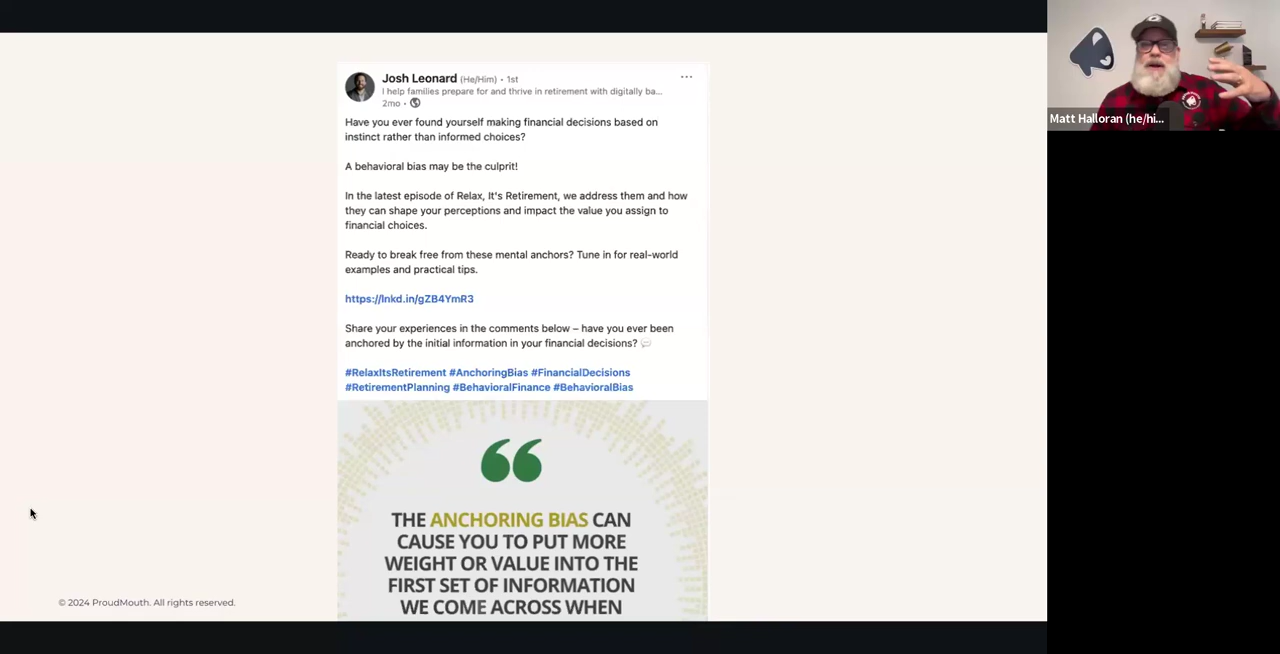 Josh Leonard (He/Him) • 1st
I help families prepare for and thrive in retirement with digitally ba...
2mo •
Have you ever found yourself making financial decisions based on
instinct rather than informed choices?
A behavioral bias may be the culprit!
In the latest episode of Relax, It's Retirement, we address them and how
they can shape your perceptions and impact the value you assign to
financial choices.
Ready to break free from these mental anchors? Tune in for real-world
examples and practical tips.
https://lnkd.in/gZB4YmR3
Share your experiences in the comments below – have you ever been
anchored by the initial information in your financial decisions? 💬
#RelaxItsRetirement #AnchoringBias #FinancialDecisions
#RetirementPlanning #BehavioralFinance #BehavioralBias
THE ANCHORING BIAS CAN
CAUSE YOU TO PUT MORE
WEIGHT OR VALUE INTO THE
FIRST SET OF INFORMATION
WE COME ACROSS WHEN
© 2024 ProudMouth. All rights reserved.
Matt Halloran (he/hi...